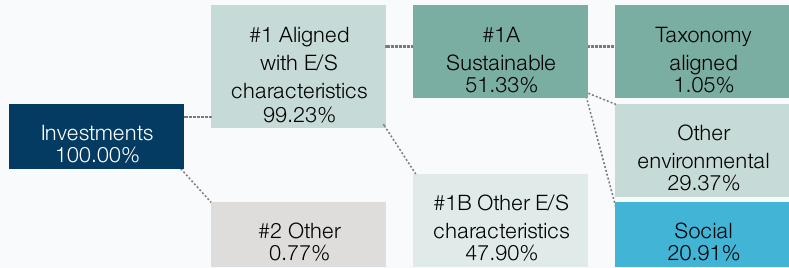 Investments
100.00%
#1 Aligned
with E/S
characteristics
99.23%
#2 Other
0.77%
#1A
Sustainable
51.33%
#1B Other E/S
characteristics
47.90%
Taxonomy
aligned
1.05%
Other
environmental
29.37%
Social
20.91%